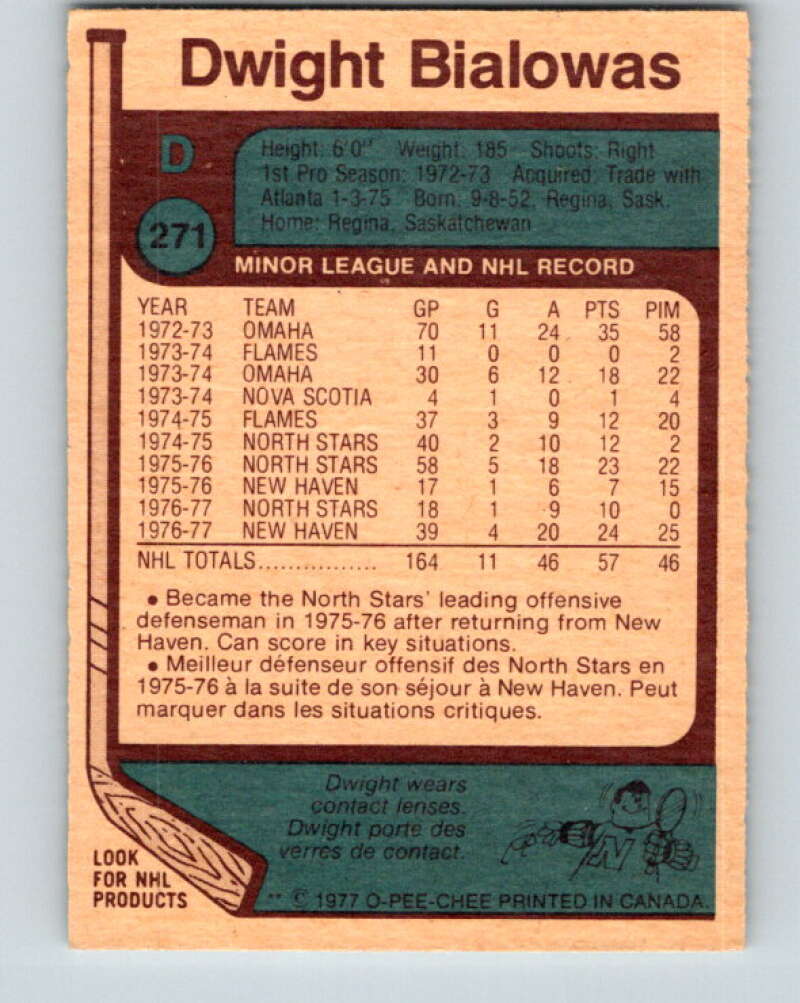 Dwight Bialowas
D
Height: 6'0" Weight: 185 Shoots: Right
1st Pro Season: 1972-73 Acquired: Trade with
Atlanta 1-3-75 Born: 9-8-52, Regina, Sask.
Home: Regina, Saskatchewan
271
MINOR LEAGUE AND NHL RECORD
YEAR TEAM GP G A PTS PIM
1972-73 OMAHA 70 11 24 35 58
1973-74 FLAMES 11 0 0 0 2
1973-74 OMAHA 30 6 12 18 22
1973-74 NOVA SCOTIA 4 1 0 1 4
1974-75 FLAMES 37 3 9 12 20
1974-75 NORTH STARS 40 2 10 12 2
1975-76 NORTH STARS 58 5 18 23 22
1975-76 NEW HAVEN 17 1 6 7 15
1976-77 NORTH STARS 18 1 9 10 0
1976-77 NEW HAVEN 39 4 20 24 25
NHL TOTALS................ 164 11 46 57 46
• Became the North Stars' leading offensive
defenseman in 1975-76 after returning from New
Haven. Can score in key situations.
• Meilleur défenseur offensif des North Stars en
1975-76 à la suite de son séjour à New Haven. Peut
marquer dans les situations critiques.
Dwight wears
contact lenses.
Dwight porte des
verres de contact.
N
LOOK
FOR NHL
PRODUCTS
** © 1977 O-PEE-CHEE PRINTED IN CANADA.